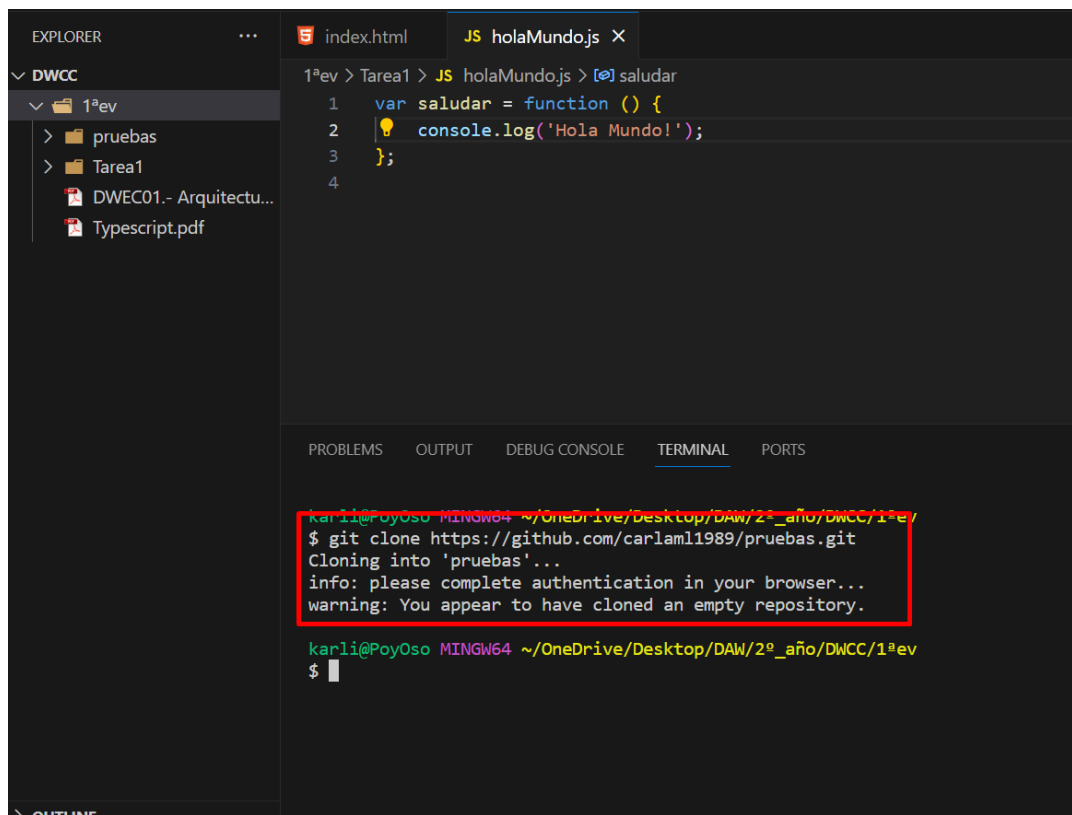 EXPLORER ...
DWCC
1ªev
pruebas
Tarea1
DWEC01.- Arquitectu...
Typescript.pdf
index.html
JS holaMundo.js
1ªev > Tarea1 > JS holaMundo.js > saludar
1 var saludar = function () {
2 console.log('Hola Mundo!');
3 };
4
PROBLEMS OUTPUT DEBUG CONSOLE TERMINAL PORTS
karli@PoyOso MINGW64 ~/OneDrive/Desktop/DAW/2º_año/DWCC/1ªev
$ git clone https://github.com/carlaml1989/pruebas.git
Cloning into 'pruebas'...
info: please complete authentication in your browser...
warning: You appear to have cloned an empty repository.
karli@PoyOso MINGW64 ~/OneDrive/Desktop/DAW/2º_año/DWCC/1ªev
$
OUTLINE